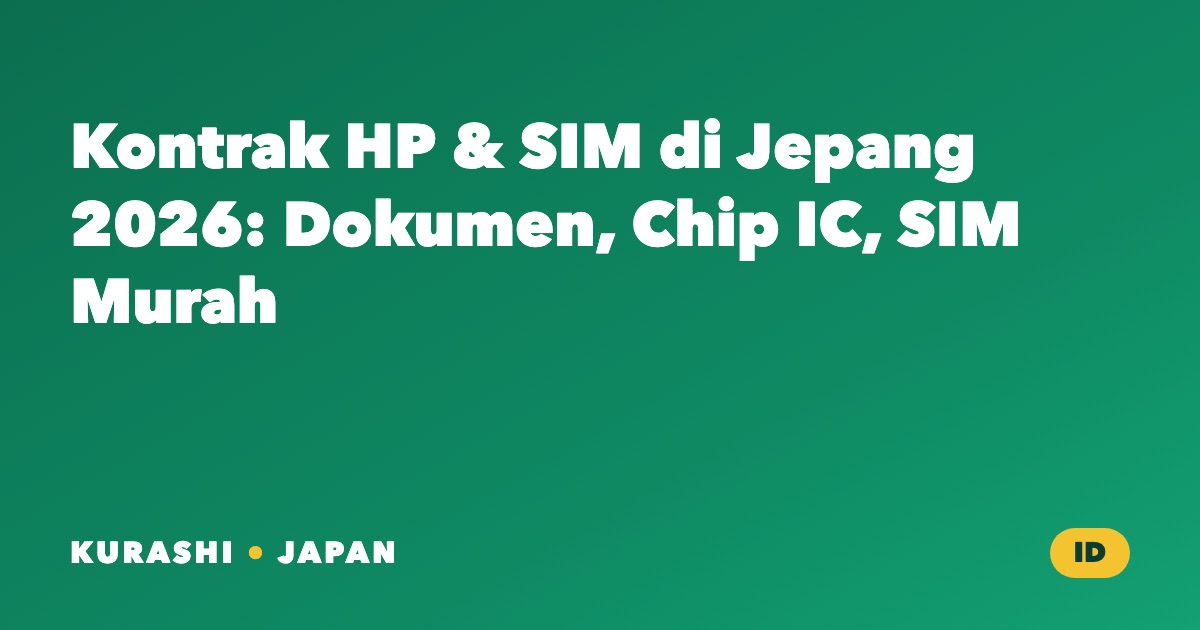 Kontrak HP & SIM di Jepang
2026: Dokumen, Chip IC, SIM
Murah
KURASHI • JAPAN
ID